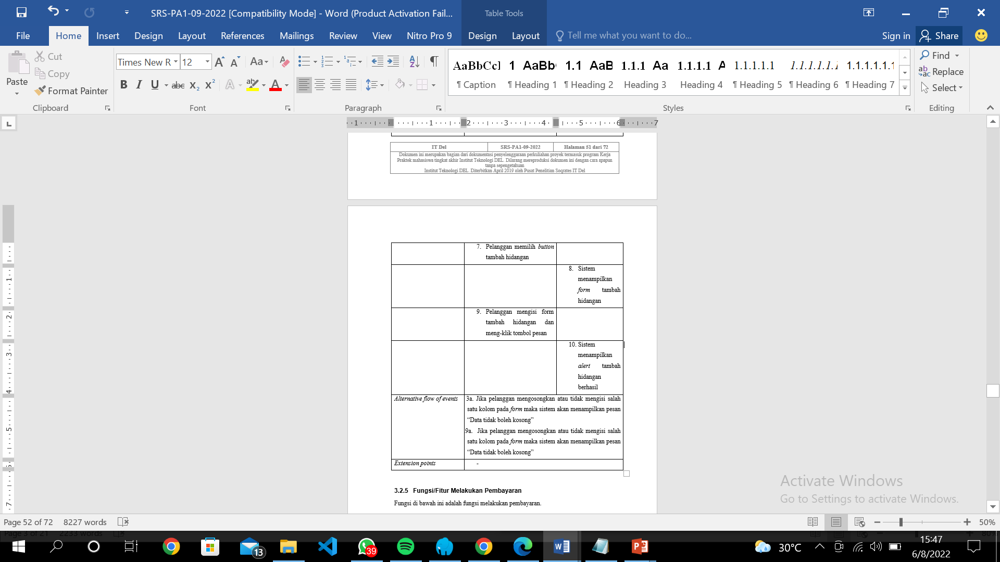 SRS-PA1-09-2022 [Compatibility Mode] - Word (Product Activation Fail...
Table Tools
File
Home
Insert
Design
Layout
References
Mailings
Review
View
Nitro Pro 9
Design
Layout
Tell me what you want to do...
Sign in
Share
Paste
Cut
Copy
Format Painter
Clipboard
Times New R
12
Font
Paragraph
AaBbCcI
1 AaBb
1.1 AaB
1.1.1 Aa
1.1.1.1 A
1.1.1.1.1
1.1.1.1.1.1
1.1.1.1.1.1
¶ Caption
¶ Heading 1
¶ Heading 2
Heading 3
Heading 4
¶ Heading 5
¶ Heading 6
¶ Heading 7
Styles
Find
Replace
Select
Editing
1 1 2 3 4 5 6 7
IT Del
SRS-PA1-09-2022
Halaman 51 dari 72
Dokumen ini merupakan bagian dari dokumentasi penyelenggaraan perkuliahan proyek termasuk program Kerja
Praktek mahasiswa tingkat akhir Institut Teknologi DEL. Dilarang mereproduksi dokumen ini dengan cara apapun
tanpa sepengetahuan
Institut Teknologi DEL. Diterbitkan April 2019 oleh Pusat Penelitian Soqrates IT Del
7. Pelanggan memilih button
tambah hidangan
8. Sistem
menampilkan
form tambah
hidangan
9. Pelanggan mengisi form
tambah hidangan dan
meng-klik tombol pesan
10. Sistem
menampilkan
alert tambah
hidangan
berhasil
Alternative flow of events
3a. Jika pelanggan mengosongkan atau tidak mengisi salah
satu kolom pada form maka sistem akan menampilkan pesan
“Data tidak boleh kosong”
9a. Jika pelanggan mengosongkan atau tidak mengisi salah
satu kolom pada form maka sistem akan menampilkan pesan
“Data tidak boleh kosong”
Extension points
-
3.2.5 Fungsi/Fitur Melakukan Pembayaran
Fungsi di bawah ini adalah fungsi melakukan pembayaran.
Activate Windows
Go to Settings to activate Windows.
Page 52 of 72
8227 words
50%
Page 3 of 21
2233 words
80%
13
39
30°C
15:47
6/8/2022